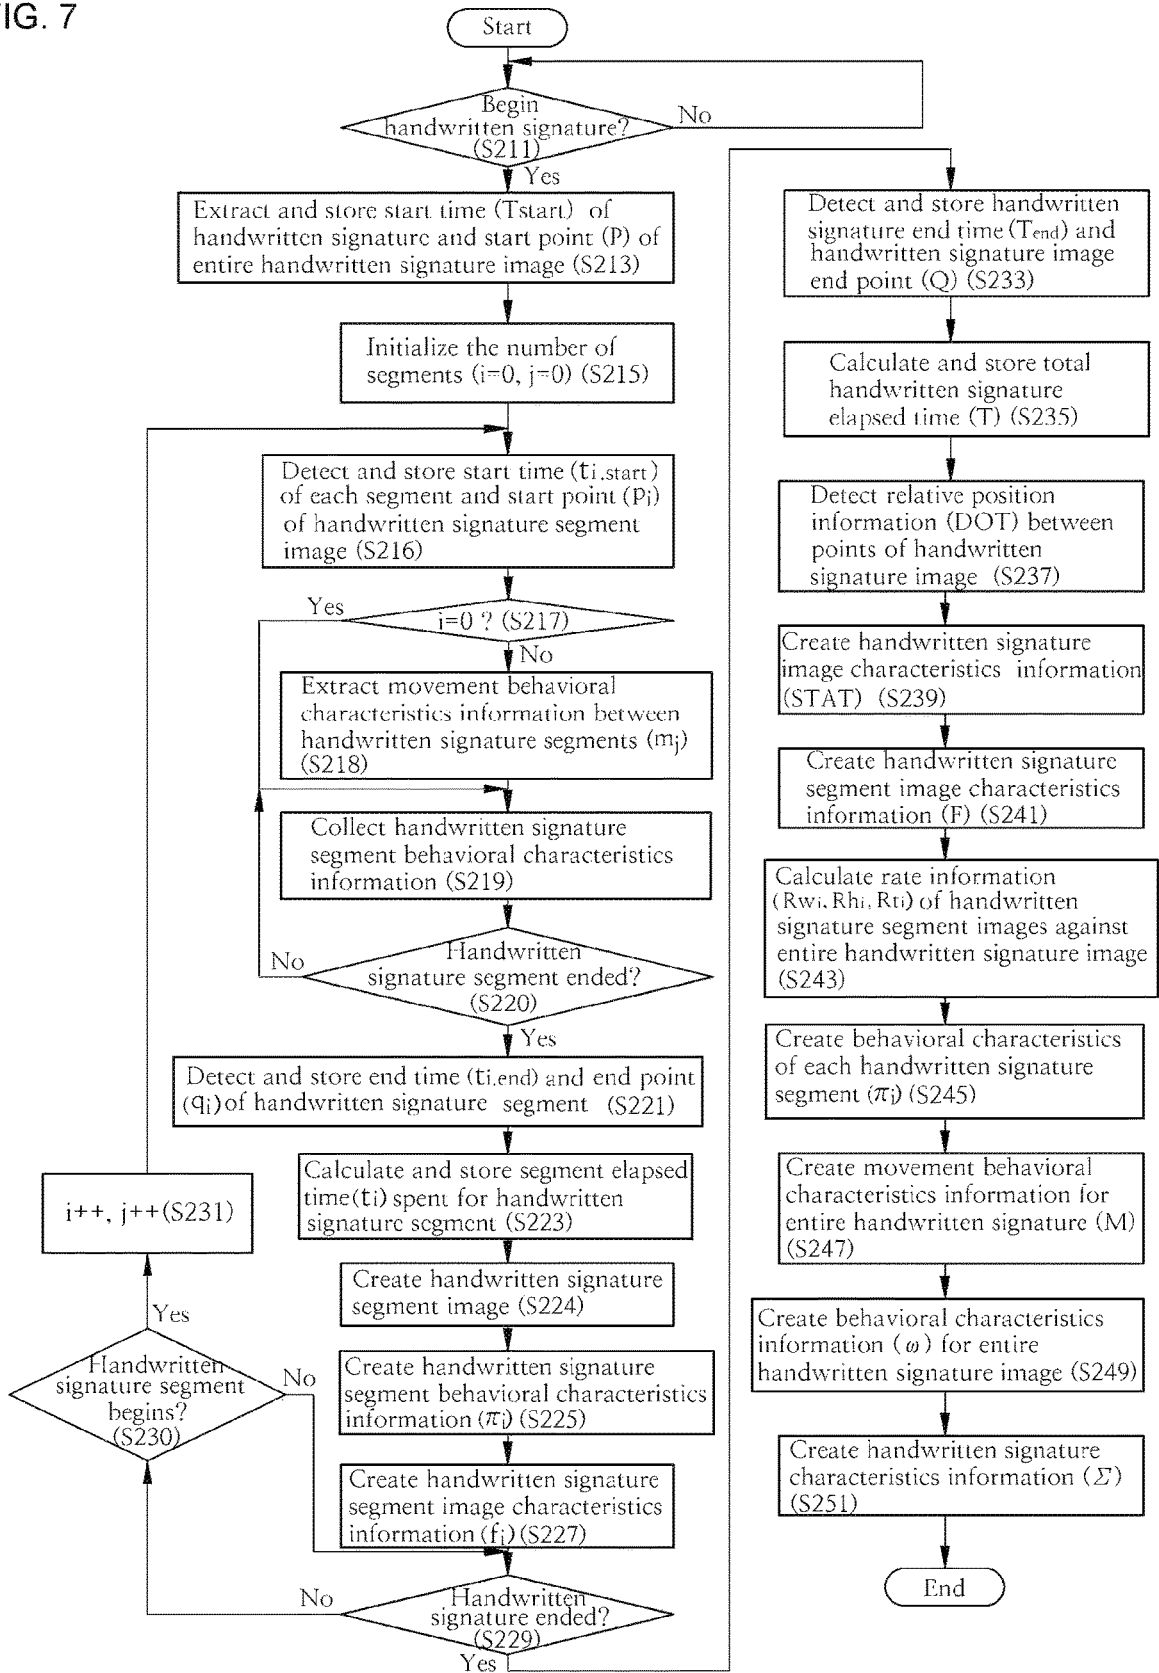 IG. 7
Start
Begin
handwritten signature?
(S211)
No
Yes
Extract and store start time (Tstart) of
handwritten signature and start point (P) of
entire handwritten signature image (S213)
Initialize the number of
segments (i=0, j=0) (S215)
Detect and store start time (ti.start)
of each segment and start point (pi)
of handwritten signature segment
image (S216)
Yes
i=0 ? (S217)
No
Extract movement behavioral
characteristics information between
handwritten signature segments (mj)
(S218)
Collect handwritten signature
segment behavioral characteristics
information (S219)
No
Handwritten
signature segment ended?
(S220)
Yes
Detect and store end time (ti.end) and end point
(qi) of handwritten signature segment (S221)
Calculate and store segment elapsed
time(ti) spent for handwritten
signature segment (S223)
i++, j++(S231)
Create handwritten signature
segment image (S224)
Yes
Handwritten
signature segment
begins?
(S230)
No
Create handwritten signature
segment behavioral characteristics
information (πi) (S225)
Create handwritten signature
segment image characteristics
information (fi) (S227)
No
Handwritten
signature ended?
(S229)
Yes
Detect and store handwritten
signature end time (Tend) and
handwritten signature image
end point (Q) (S233)
Calculate and store total
handwritten signature
elapsed time (T) (S235)
Detect relative position
information (DOT) between
points of handwritten
signature image (S237)
Create handwritten signature
image characteristics information
(STAT) (S239)
Create handwritten signature
segment image characteristics
information (F) (S241)
Calculate rate information
(Rwi, Rhi, Rti) of handwritten
signature segment images against
entire handwritten signature image
(S243)
Create behavioral characteristics
of each handwritten signature
segment (πi) (S245)
Create movement behavioral
characteristics information for
entire handwritten signature (M)
(S247)
Create behavioral characteristics
information (ω) for entire
handwritten signature image (S249)
Create handwritten signature
characteristics information (Σ)
(S251)
End